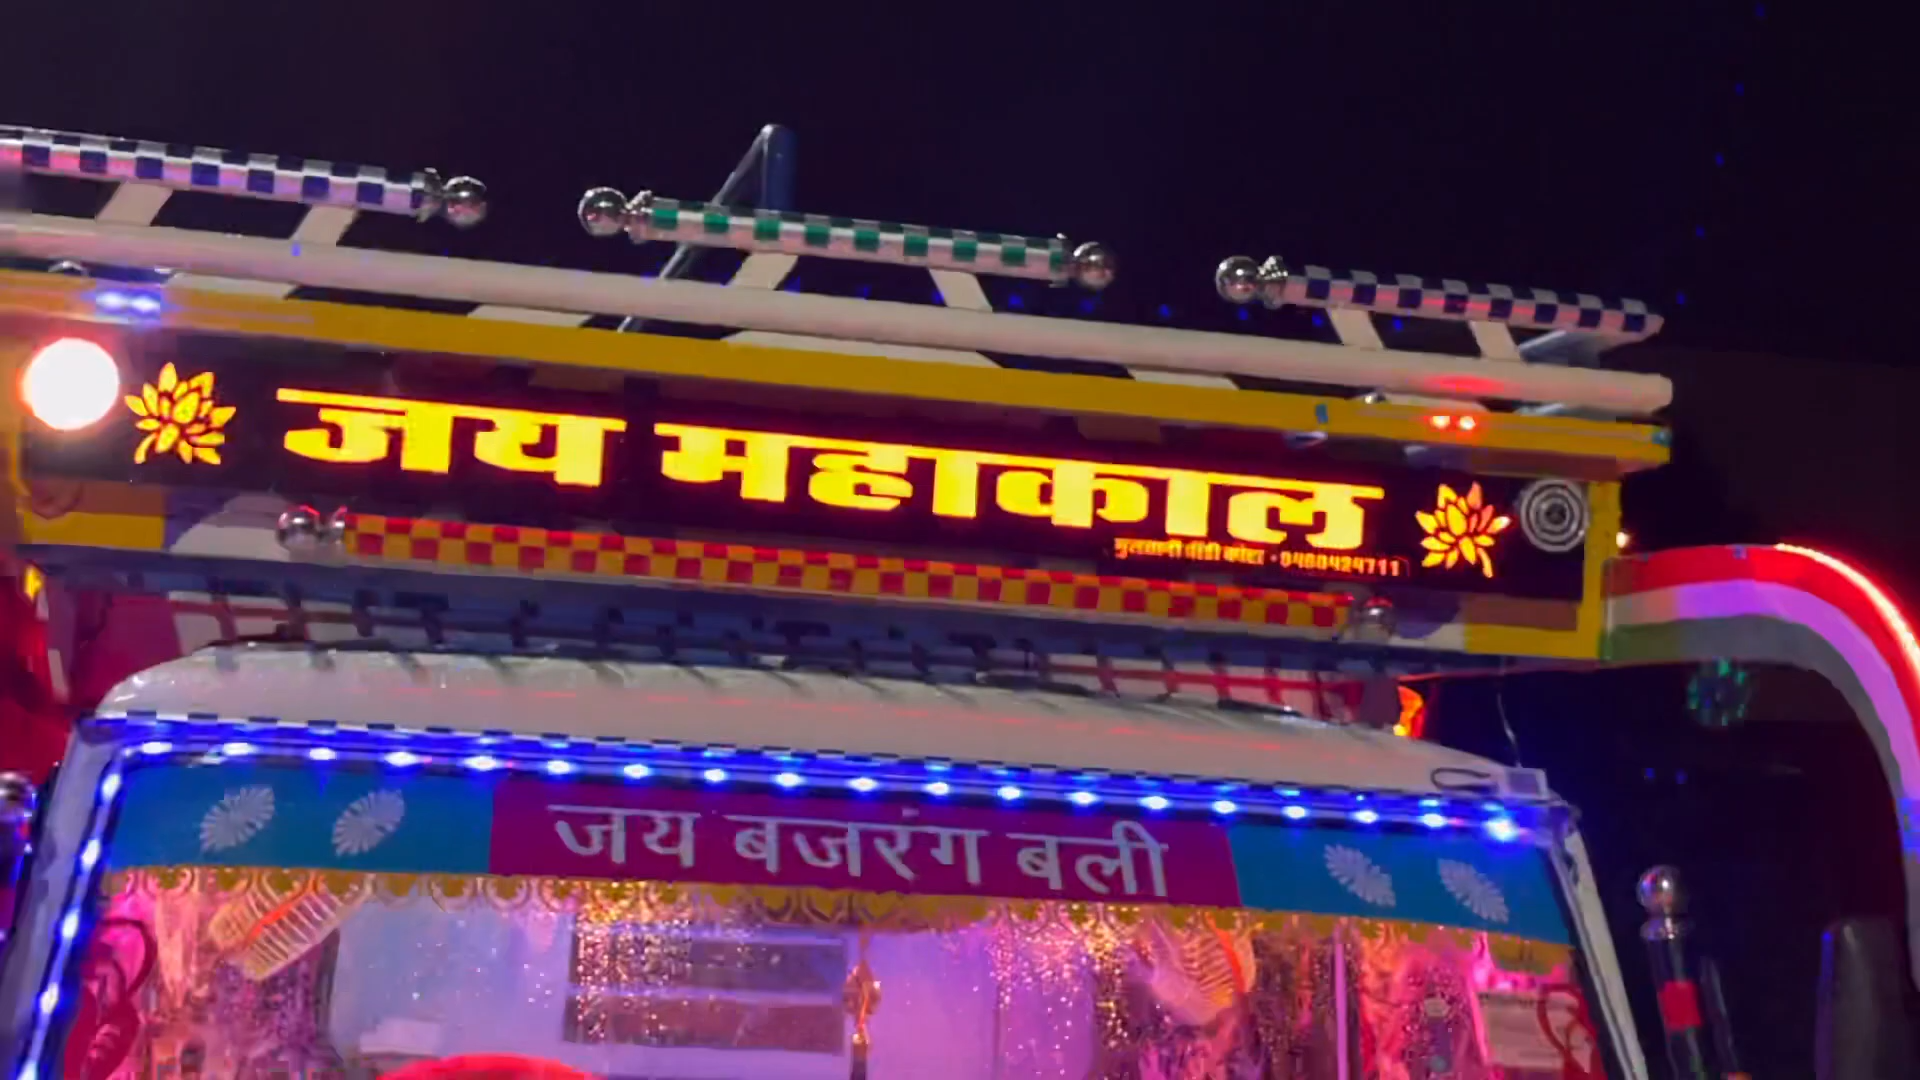 जय महाकाल
जय बजरंग बली